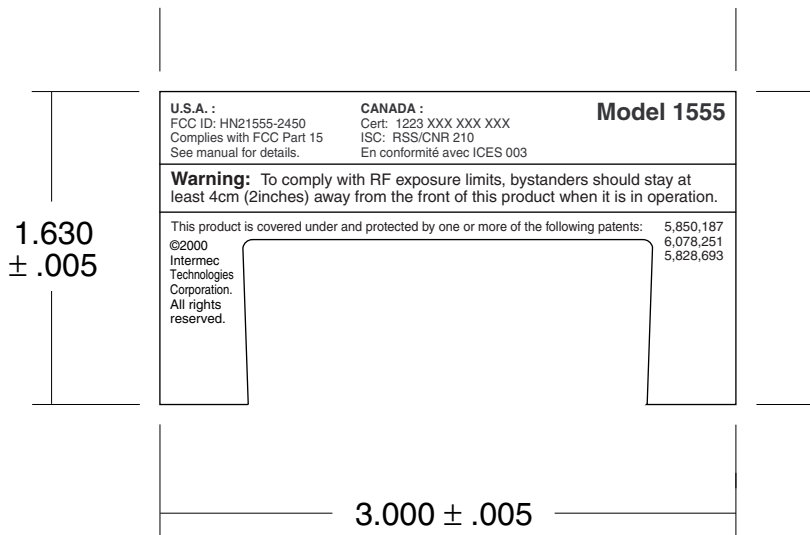 U.S.A. :
FCC ID: HN21555-2450
Complies with FCC Part 15
See manual for details.
CANADA :
Cert: 1223 XXX XXX XXX
ISC: RSS/CNR 210
En conformité avec ICES 003
Model 1555
Warning: To comply with RF exposure limits, bystanders should stay at
least 4cm (2inches) away from the front of this product when it is in operation.
This product is covered under and protected by one or more of the following patents:
5,850,187
6,078,251
5,828,693
©2000
Intermec
Technologies
Corporation.
All rights
reserved.
1.630
± .005
3.000 ± .005